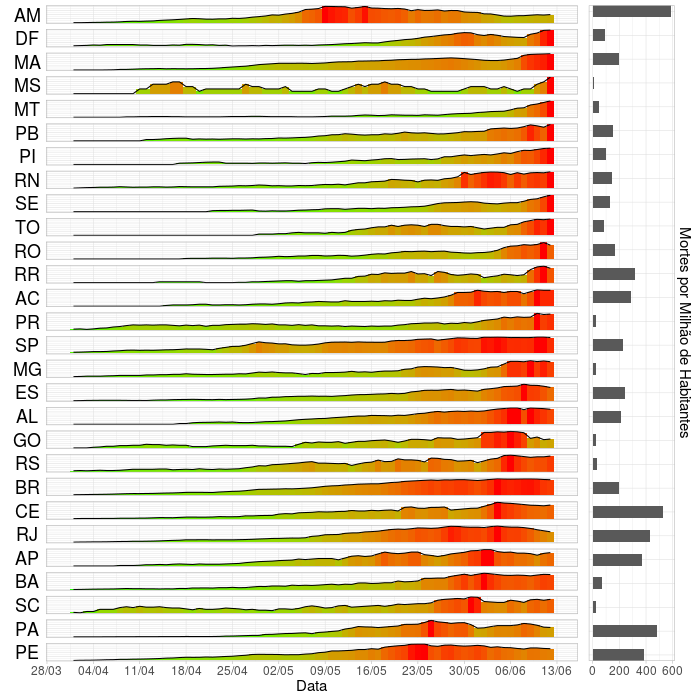 AM
DF
MA
MS
MT
PB
PI
RN
SE
TO
RO
RR
AC
PR
SP
MG
ES
AL
GO
RS
BR
CE
RJ
AP
BA
SC
PA
PE
28/03 04/04 11/04 18/04 25/04 02/05 09/05 16/05 23/05 30/05 06/06 13/06
Data
0 200 400 600
Mortes por Milhão de Habitantes